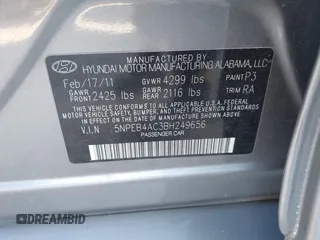 MANUFACTURED BY
HYUNDAI MOTOR MANUFACTURING ALABAMA, LLC
Feb/17/11 GVWR 4299 lbs PAINT P3
GAWR FRONT 2425 lbs GAWR REAR 2116 lbs TRIM RA
THIS VEHICLE CONFORMS TO ALL APPLICABLE FEDERAL
MOTOR VEHICLE SAFETY, BUMPER, AND THEFT PREVENTION
STANDARDS IN EFFECT ON THE DATE OF MANUFACTURE SHOWN ABOVE.
V.I.N 5NPEB4AC3BH249656
PASSENGER CAR
DREAMBID